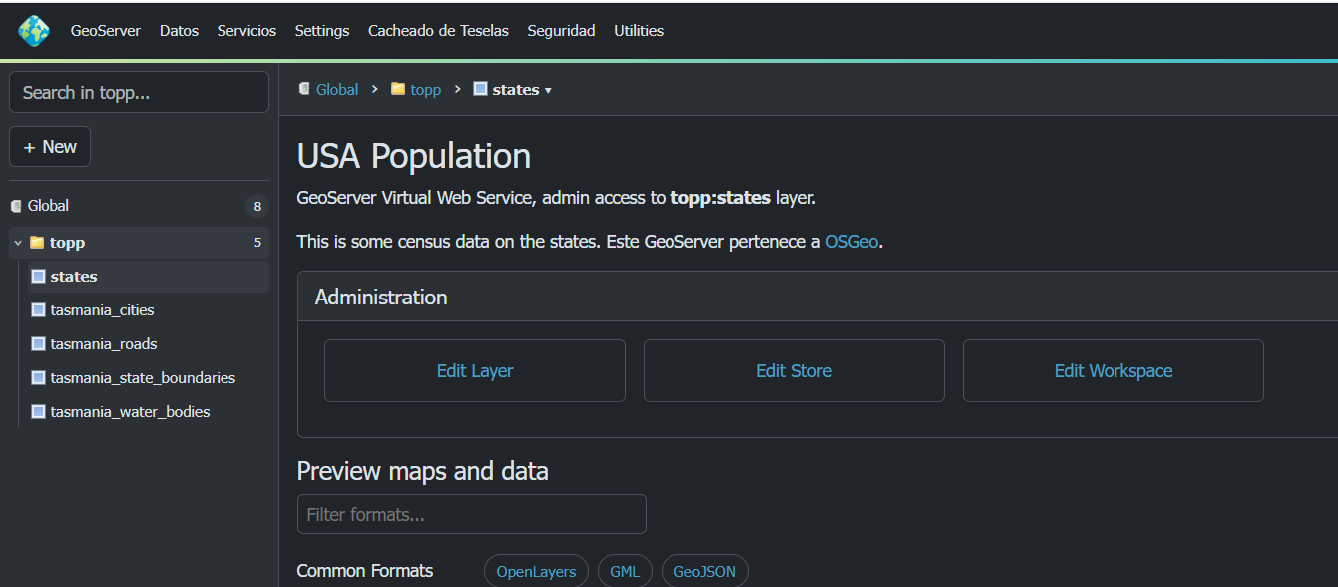 GeoServer Datos Servicios Settings Cacheado de Teselas Seguridad Utilities
Search in topp...
+ New
Global 8
topp 5
states
tasmania_cities
tasmania_roads
tasmania_state_boundaries
tasmania_water_bodies
Global > topp > states ▾
USA Population
GeoServer Virtual Web Service, admin access to topp:states layer.
This is some census data on the states. Este GeoServer pertenece a OSGeo.
Administration
Edit Layer Edit Store Edit Workspace
Preview maps and data
Filter formats...
Common Formats OpenLayers GML GeoJSON